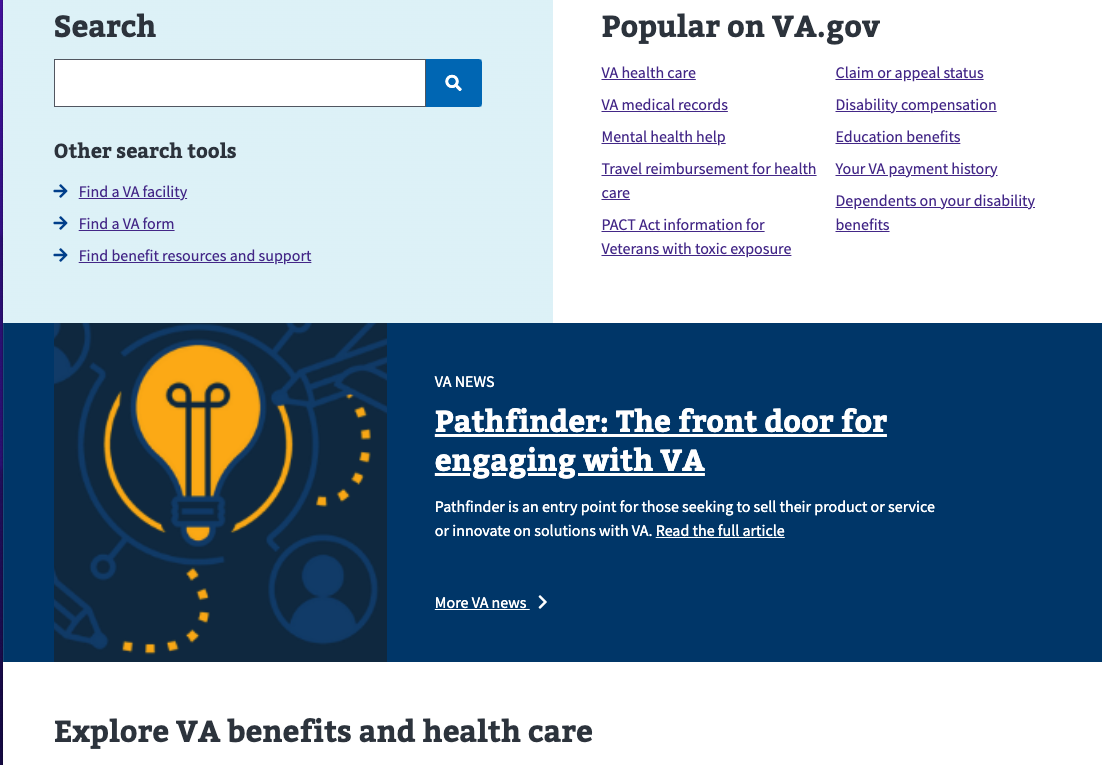 Search
Other search tools
Find a VA facility
Find a VA form
Find benefit resources and support
Popular on VA.gov
VA health care
VA medical records
Mental health help
Travel reimbursement for health
care
PACT Act information for
Veterans with toxic exposure
Claim or appeal status
Disability compensation
Education benefits
Your VA payment history
Dependents on your disability
benefits
VA NEWS
Pathfinder: The front door for
engaging with VA
Pathfinder is an entry point for those seeking to sell their product or service
or innovate on solutions with VA. Read the full article
More VA news
Explore VA benefits and health care